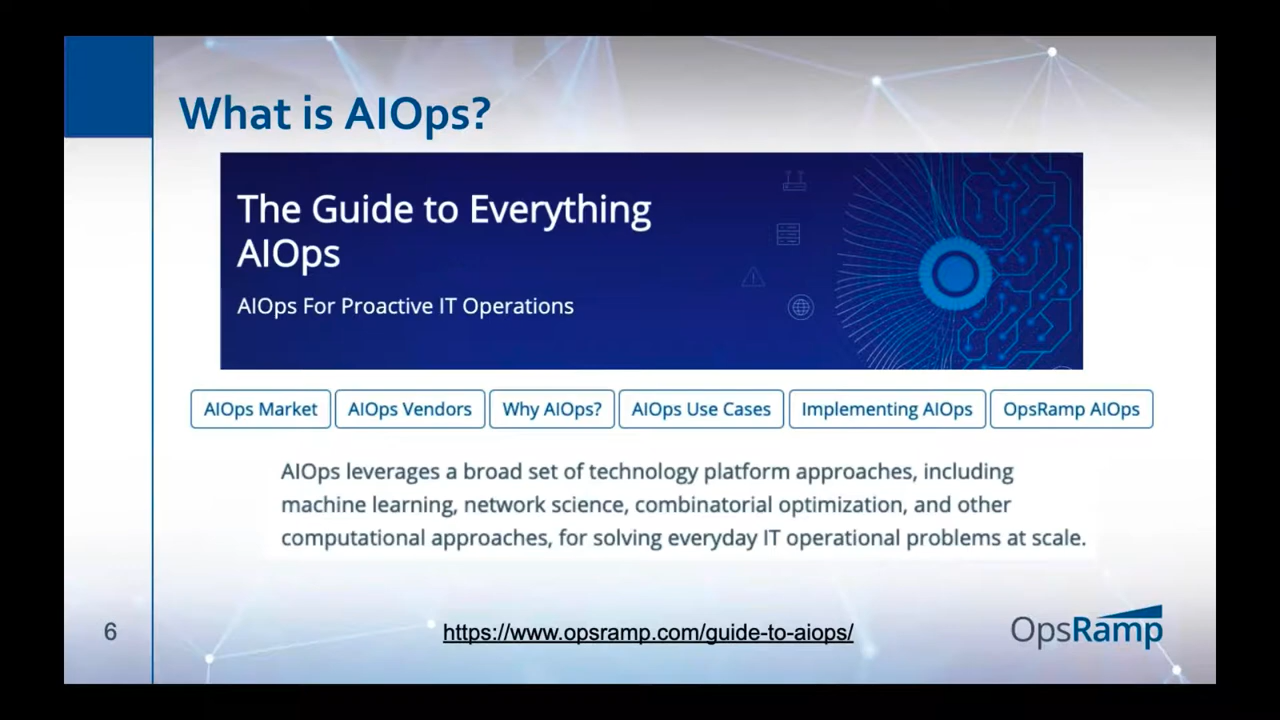 What is AIOps?
The Guide to Everything
AIOps
AIOps For Proactive IT Operations
AIOps Market
AIOps Vendors
Why AIOps?
AIOps Use Cases
Implementing AIOps
OpsRamp AIOps
AIOps leverages a broad set of technology platform approaches, including
machine learning, network science, combinatorial optimization, and other
computational approaches, for solving everyday IT operational problems at scale.
6
https://www.opsramp.com/guide-to-aiops/
OpsRamp